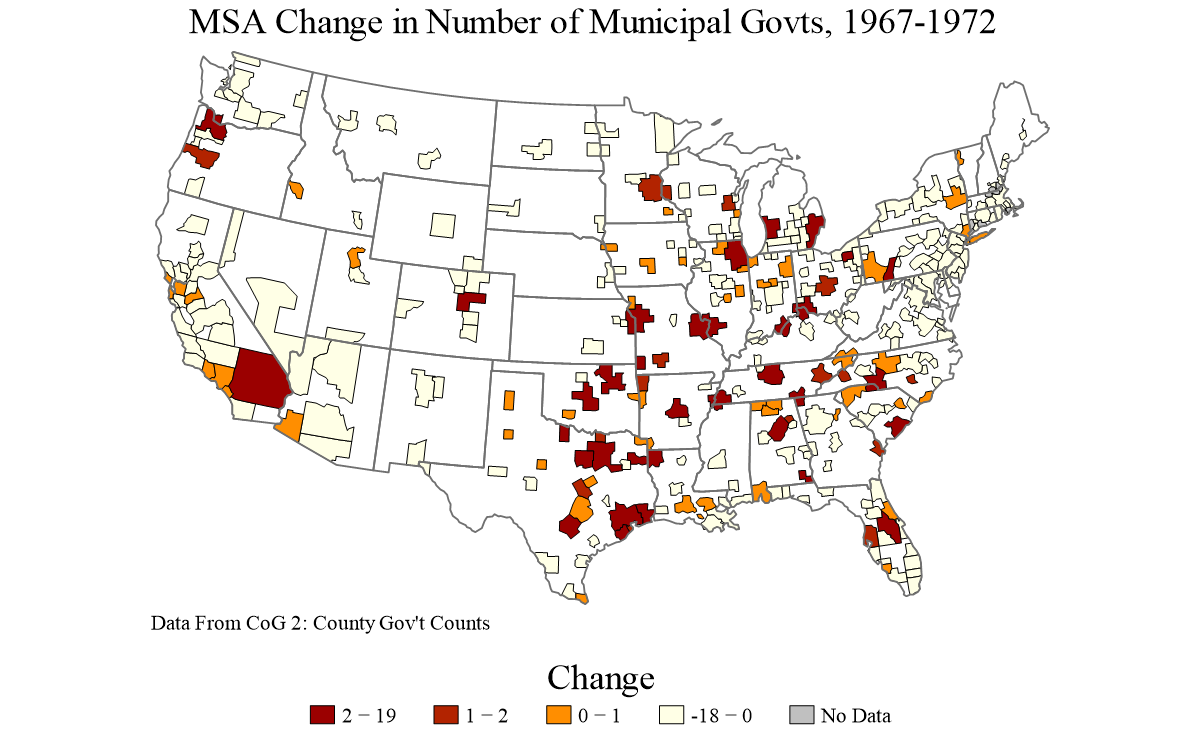 MSA Change in Number of Municipal Govts, 1967-1972
Data From CoG 2: County Gov't Counts
Change
2 − 19
1 − 2
0 − 1
-18 − 0
No Data